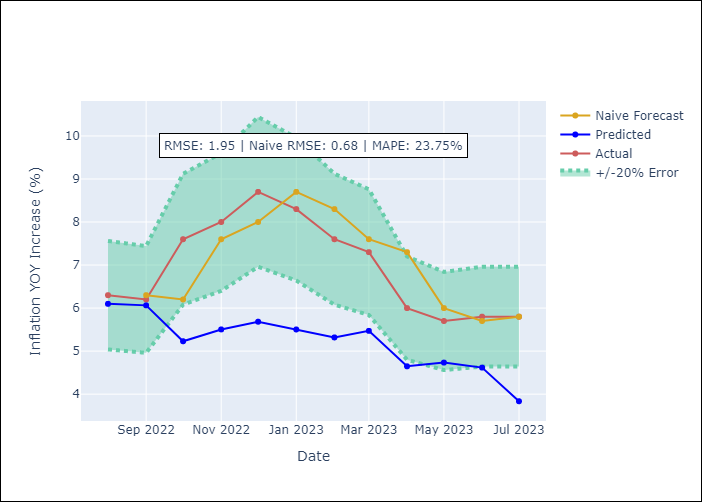 RMSE: 1.95 | Naive RMSE: 0.68 | MAPE: 23.75%
Naive Forecast
Predicted
Actual
+/-20% Error
Inflation YOY Increase (%)
10
9
8
7
6
5
4
Sep 2022
Nov 2022
Jan 2023
Mar 2023
May 2023
Jul 2023
Date